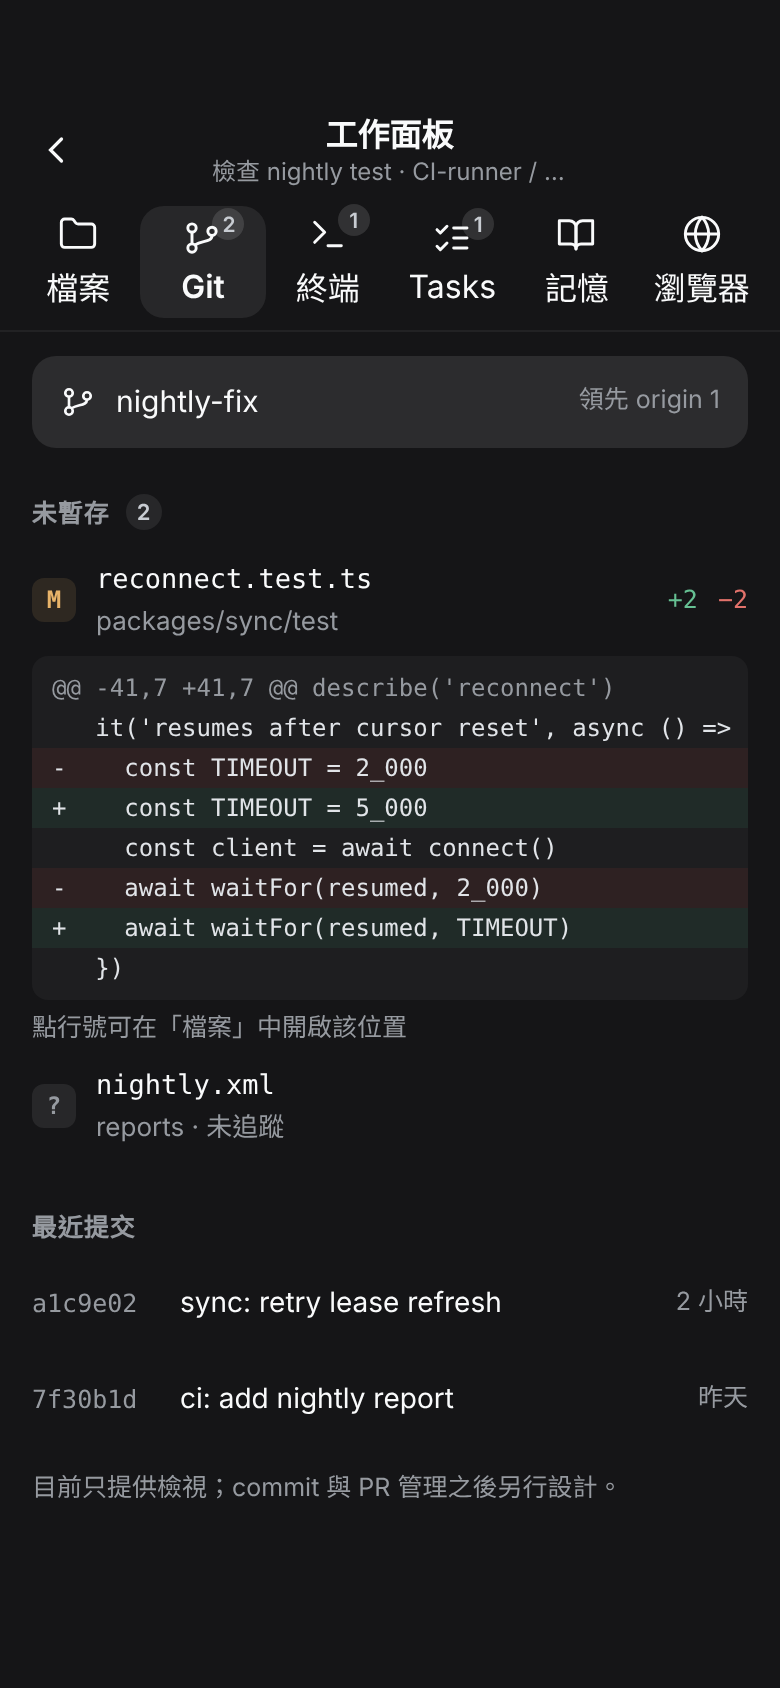 工作面板
檢查 nightly test · CI-runner / ...
2
1
1
檔案
Git
終端
Tasks
記憶
瀏覽器
nightly-fix
領先 origin 1
未暫存 2
M
reconnect.test.ts
packages/sync/test
+2 −2
@@ -41,7 +41,7 @@ describe('reconnect')
it('resumes after cursor reset', async () =>
- const TIMEOUT = 2_000
+ const TIMEOUT = 5_000
const client = await connect()
- await waitFor(resumed, 2_000)
+ await waitFor(resumed, TIMEOUT)
})
點行號可在「檔案」中開啟該位置
?
nightly.xml
reports · 未追蹤
最近提交
a1c9e02 sync: retry lease refresh 2 小時
7f30b1d ci: add nightly report 昨天
目前只提供檢視；commit 與 PR 管理之後另行設計。